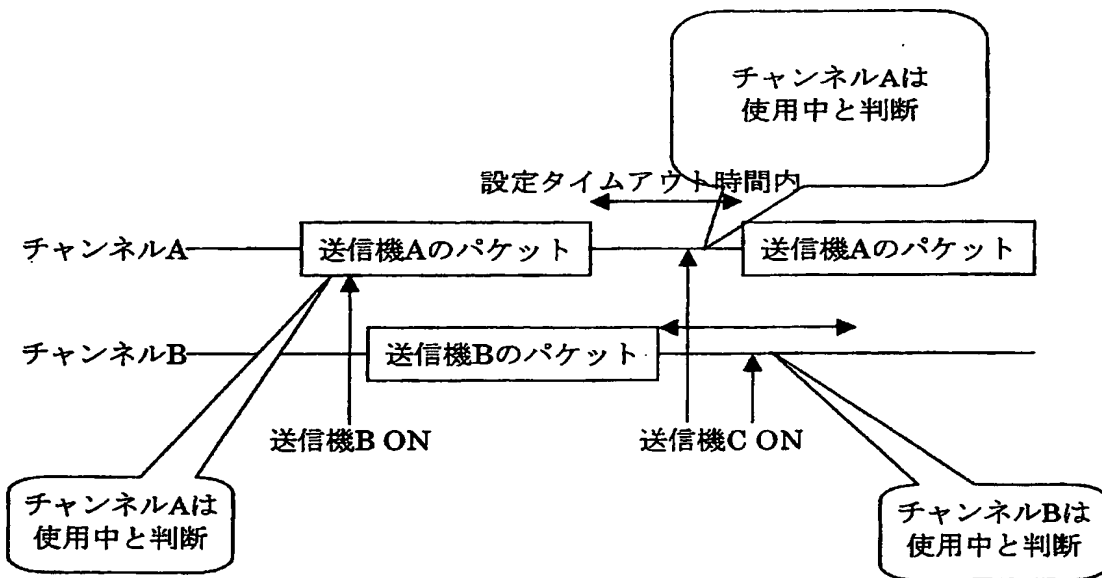 チャンネルAは
使用中と判断
設定タイムアウト時間内
チャンネルA
送信機Aのパケット
送信機Aのパケット
チャンネルB
送信機Bのパケット
送信機B ON
送信機C ON
チャンネルAは
使用中と判断
チャンネルBは
使用中と判断